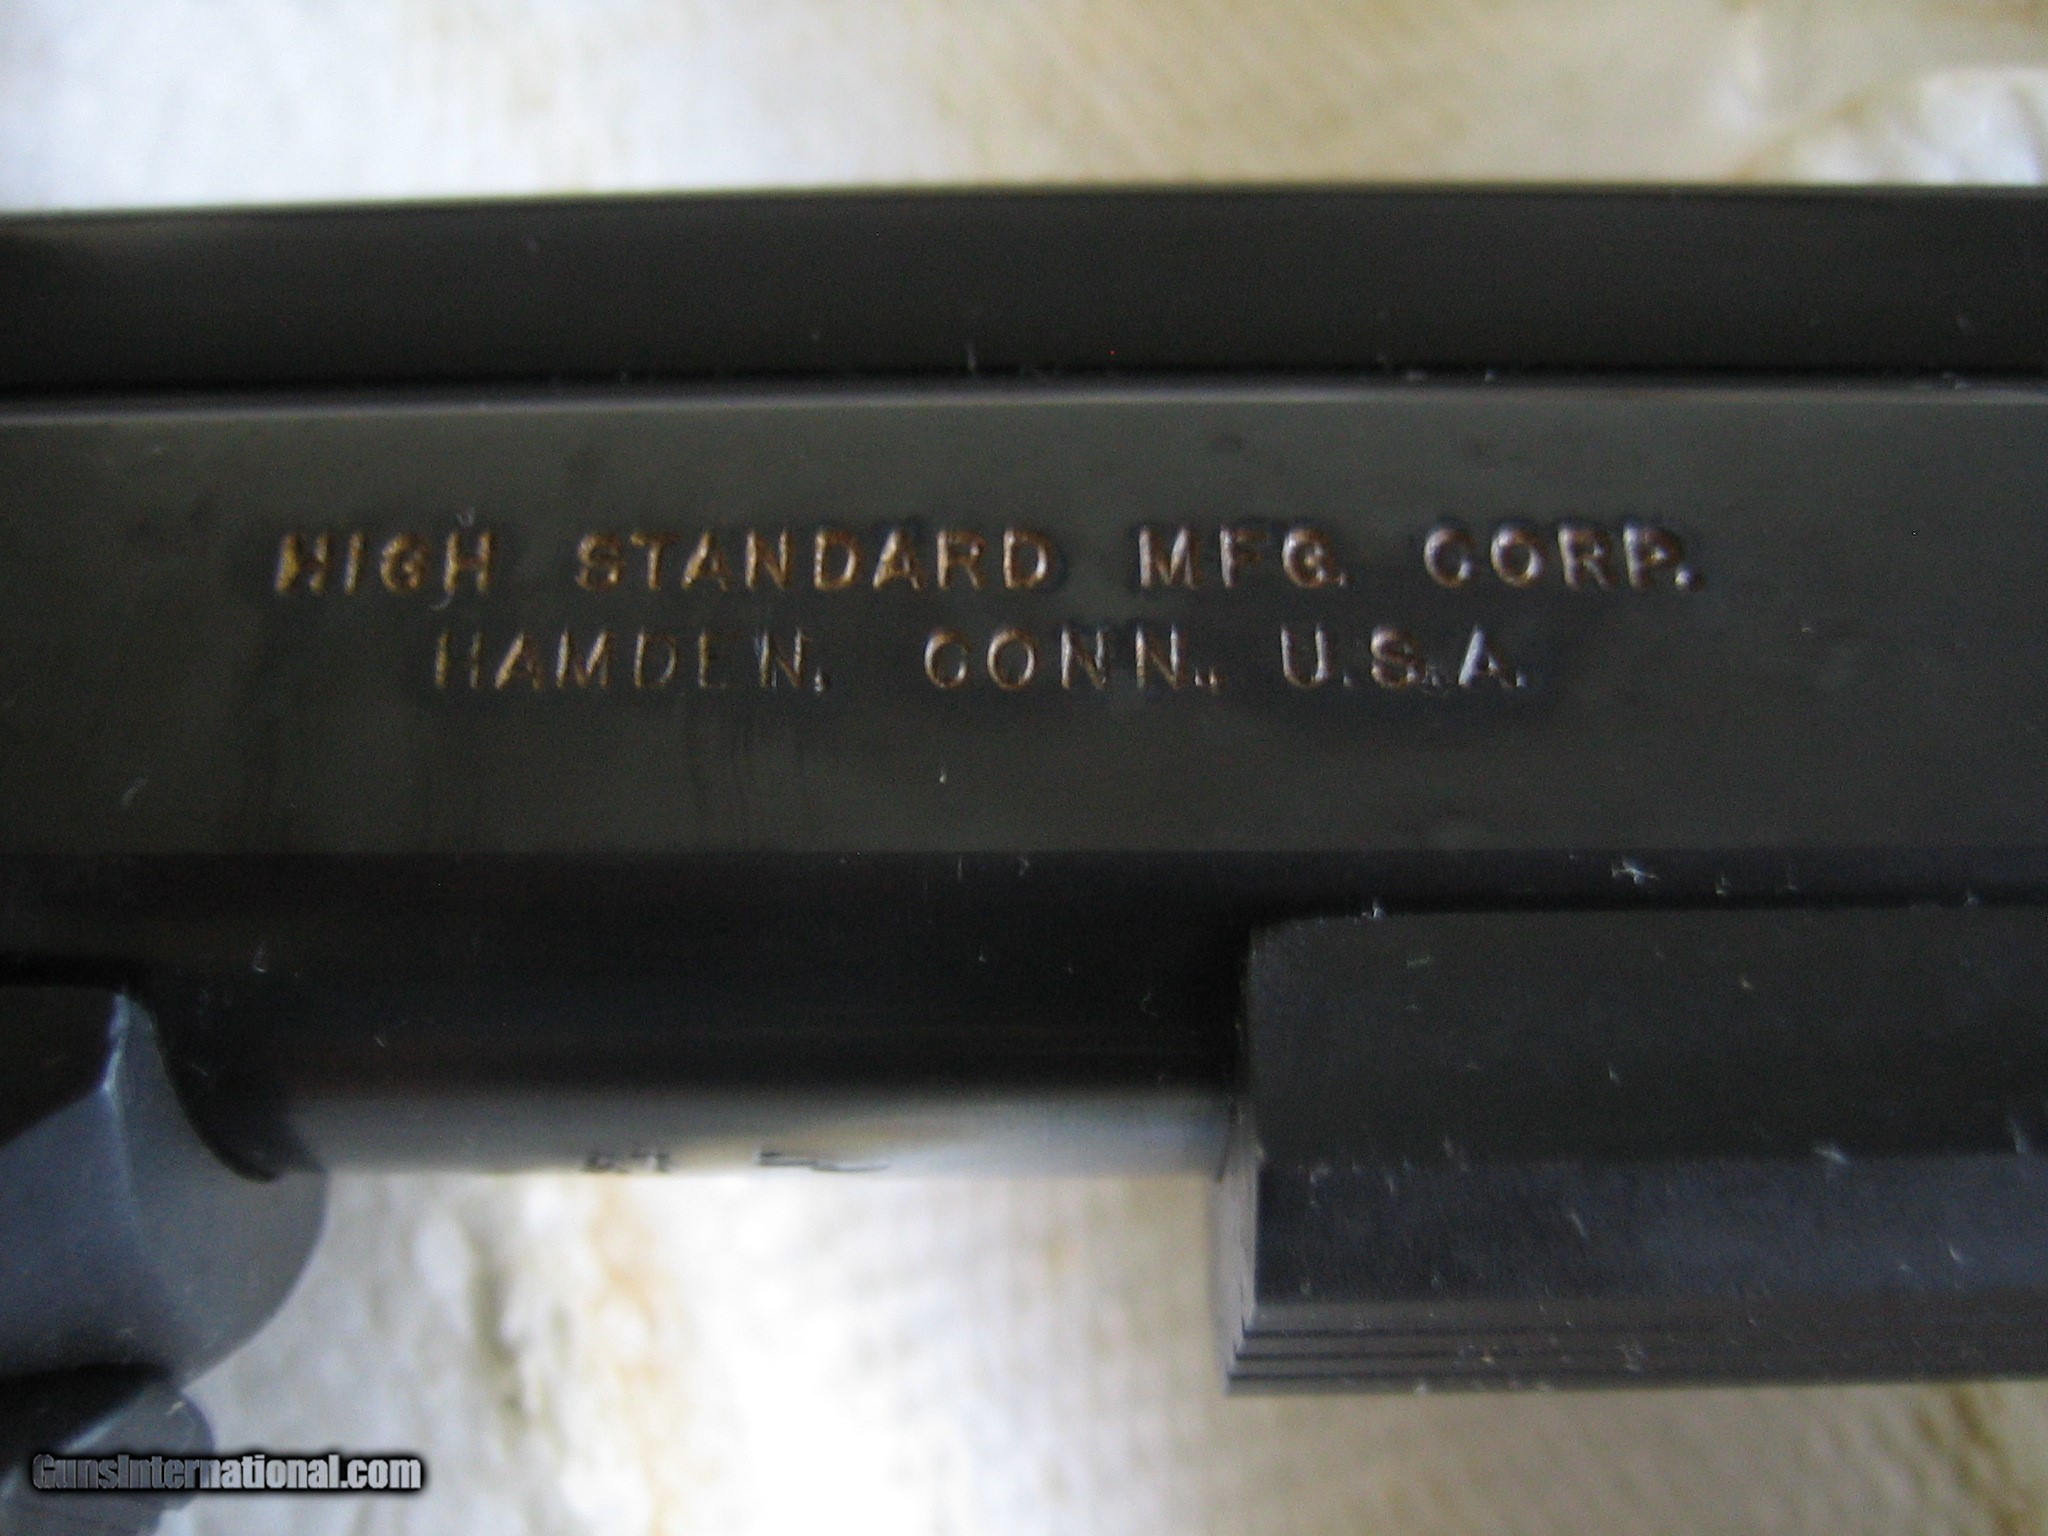 HIGH STANDARD MFG. CORP.
HAMDEN, CONN., U.S.A.
GunsInternational.com